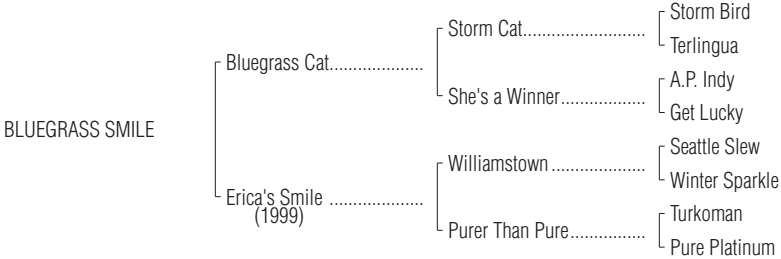 Storm Bird
Storm Cat.........................
Terlingua
Bluegrass Cat...................
A.P. Indy
She's a Winner.................
Get Lucky
BLUEGRASS SMILE
Seattle Slew
Williamstown ...................
Winter Sparkle
Erica's Smile ...................
(1999)
Turkoman
Purer Than Pure...............
Pure Platinum